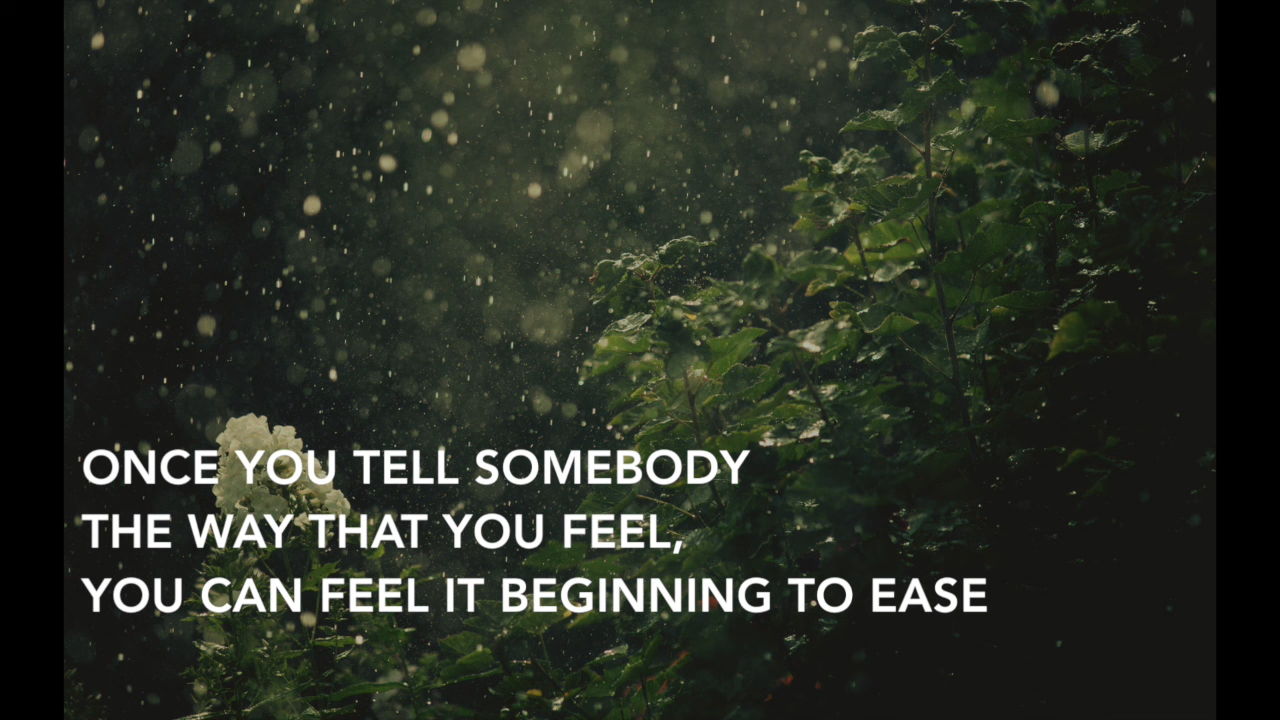 ONCE YOU TELL SOMEBODY
THE WAY THAT YOU FEEL,
YOU CAN FEEL IT BEGINNING TO EASE